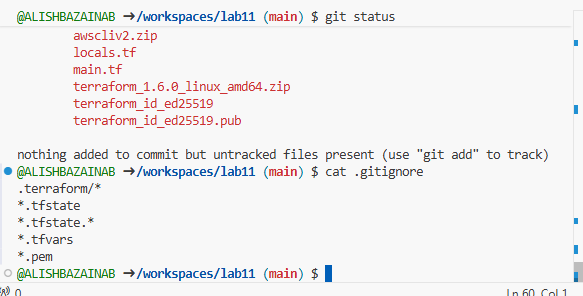 @ALISHBAZAINAB ➜/workspaces/lab11 (main) $ git status
awscliv2.zip
locals.tf
main.tf
terraform_1.6.0_linux_amd64.zip
terraform_id_ed25519
terraform_id_ed25519.pub
nothing added to commit but untracked files present (use "git add" to track)
@ALISHBAZAINAB ➜/workspaces/lab11 (main) $ cat .gitignore
.terraform/*
*.tfstate
*.tfstate.*
*.tfvars
*.pem
@ALISHBAZAINAB ➜/workspaces/lab11 (main) $
0 Ln 60, Col 1